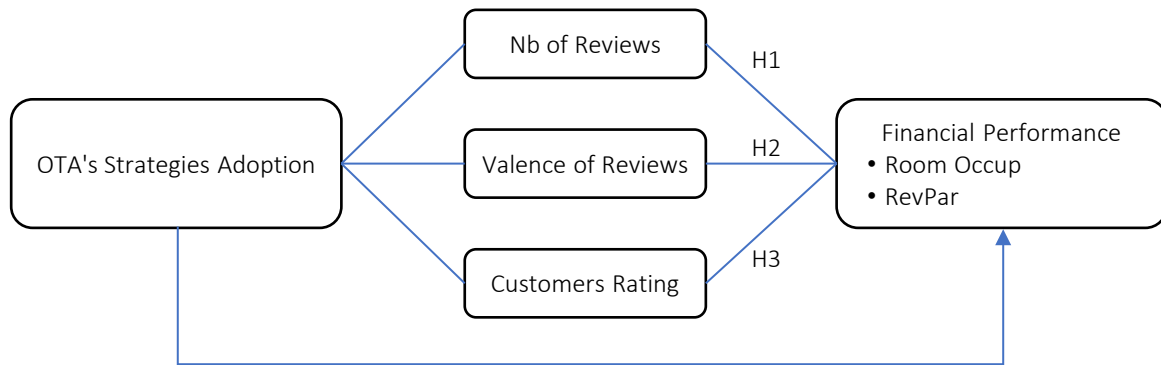 Nb of Reviews
H1
OTA's Strategies Adoption
Valence of Reviews
H2
Financial Performance
• Room Occup
• RevPar
Customers Rating
H3